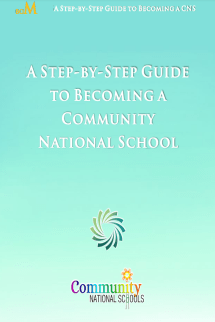 A Step-by-Step Guide to Becoming a CNS
A Step-by-Step Guide
to Becoming a
Community
National School
Community
NATIONAL SCHOOLS